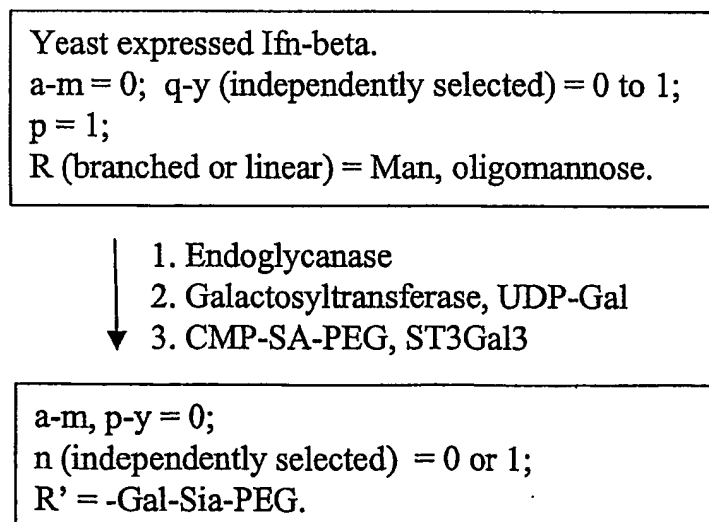 Yeast expressed Ifn-beta.
a-m = 0; q-y (independently selected) = 0 to 1;
p = 1;
R (branched or linear) = Man, oligomannose.
1. Endoglycanase
2. Galactosyltransferase, UDP-Gal
3. CMP-SA-PEG, ST3Gal3
a-m, p-y = 0;
n (independently selected) = 0 or 1;
R' = -Gal-Sia-PEG.